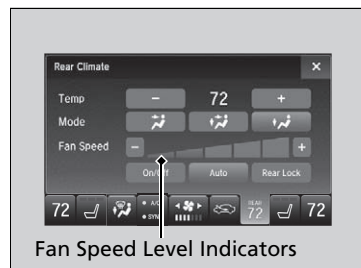 Rear Climate ×
Temp − 72 +
Mode
Fan Speed − +
On/Off Auto Rear Lock
72 • A/C REAR 72 72
• SYNC
Fan Speed Level Indicators